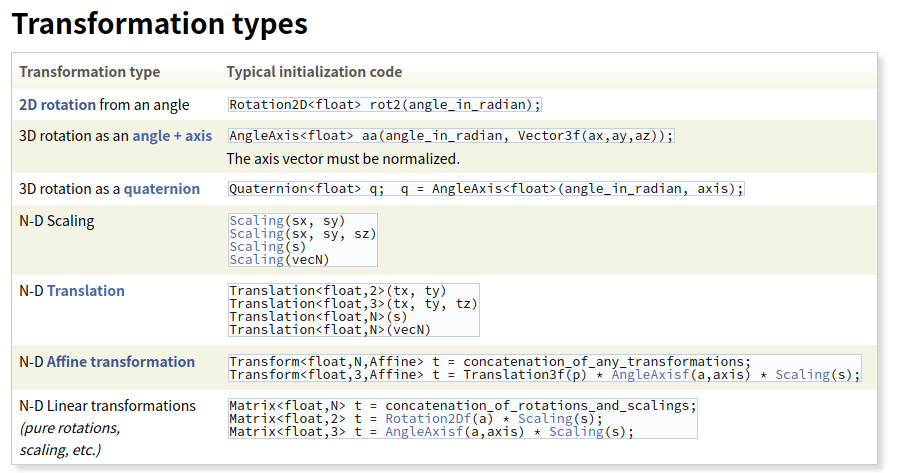 Transformation types
Transformation type Typical initialization code
2D rotation from an angle Rotation2D<float> rot2(angle_in_radian);
3D rotation as an angle + axis AngleAxis<float> aa(angle_in_radian, Vector3f(ax,ay,az));
The axis vector must be normalized.
3D rotation as a quaternion Quaternion<float> q;  q = AngleAxis<float>(angle_in_radian, axis);
N-D Scaling Scaling(sx, sy)
Scaling(sx, sy, sz)
Scaling(s)
Scaling(vecN)
N-D Translation Translation<float,2>(tx, ty)
Translation<float,3>(tx, ty, tz)
Translation<float,N>(s)
Translation<float,N>(vecN)
N-D Affine transformation Transform<float,N,Affine> t = concatenation_of_any_transformations;
Transform<float,3,Affine> t = Translation3f(p) * AngleAxisf(a,axis) * Scaling(s);
N-D Linear transformations Matrix<float,N> t = concatenation_of_rotations_and_scalings;
(pure rotations, Matrix<float,2> t = Rotation2Df(a) * Scaling(s);
scaling, etc.) Matrix<float,3> t = AngleAxisf(a,axis) * Scaling(s);